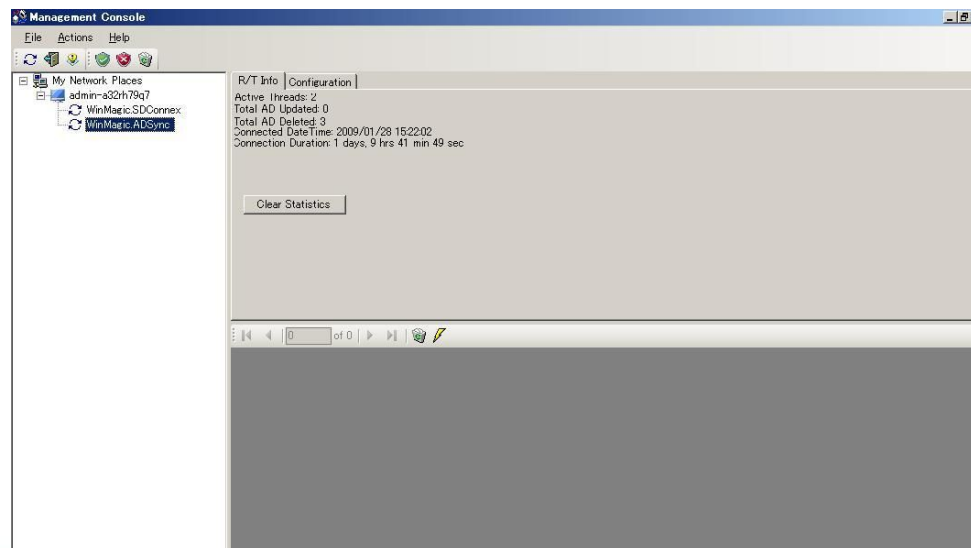 Management Console
File Actions Help
My Network Places
admin-a32rh79q7
WinMagic.SDConnex
WinMagic.ADSync
R/T Info Configuration
Active Threads: 2
Total AD Updated: 0
Total AD Deleted: 3
Connected DateTime: 2009/01/28 15:22:02
Connection Duration: 1 days, 9 hrs 41 min 49 sec
Clear Statistics
0 of 0